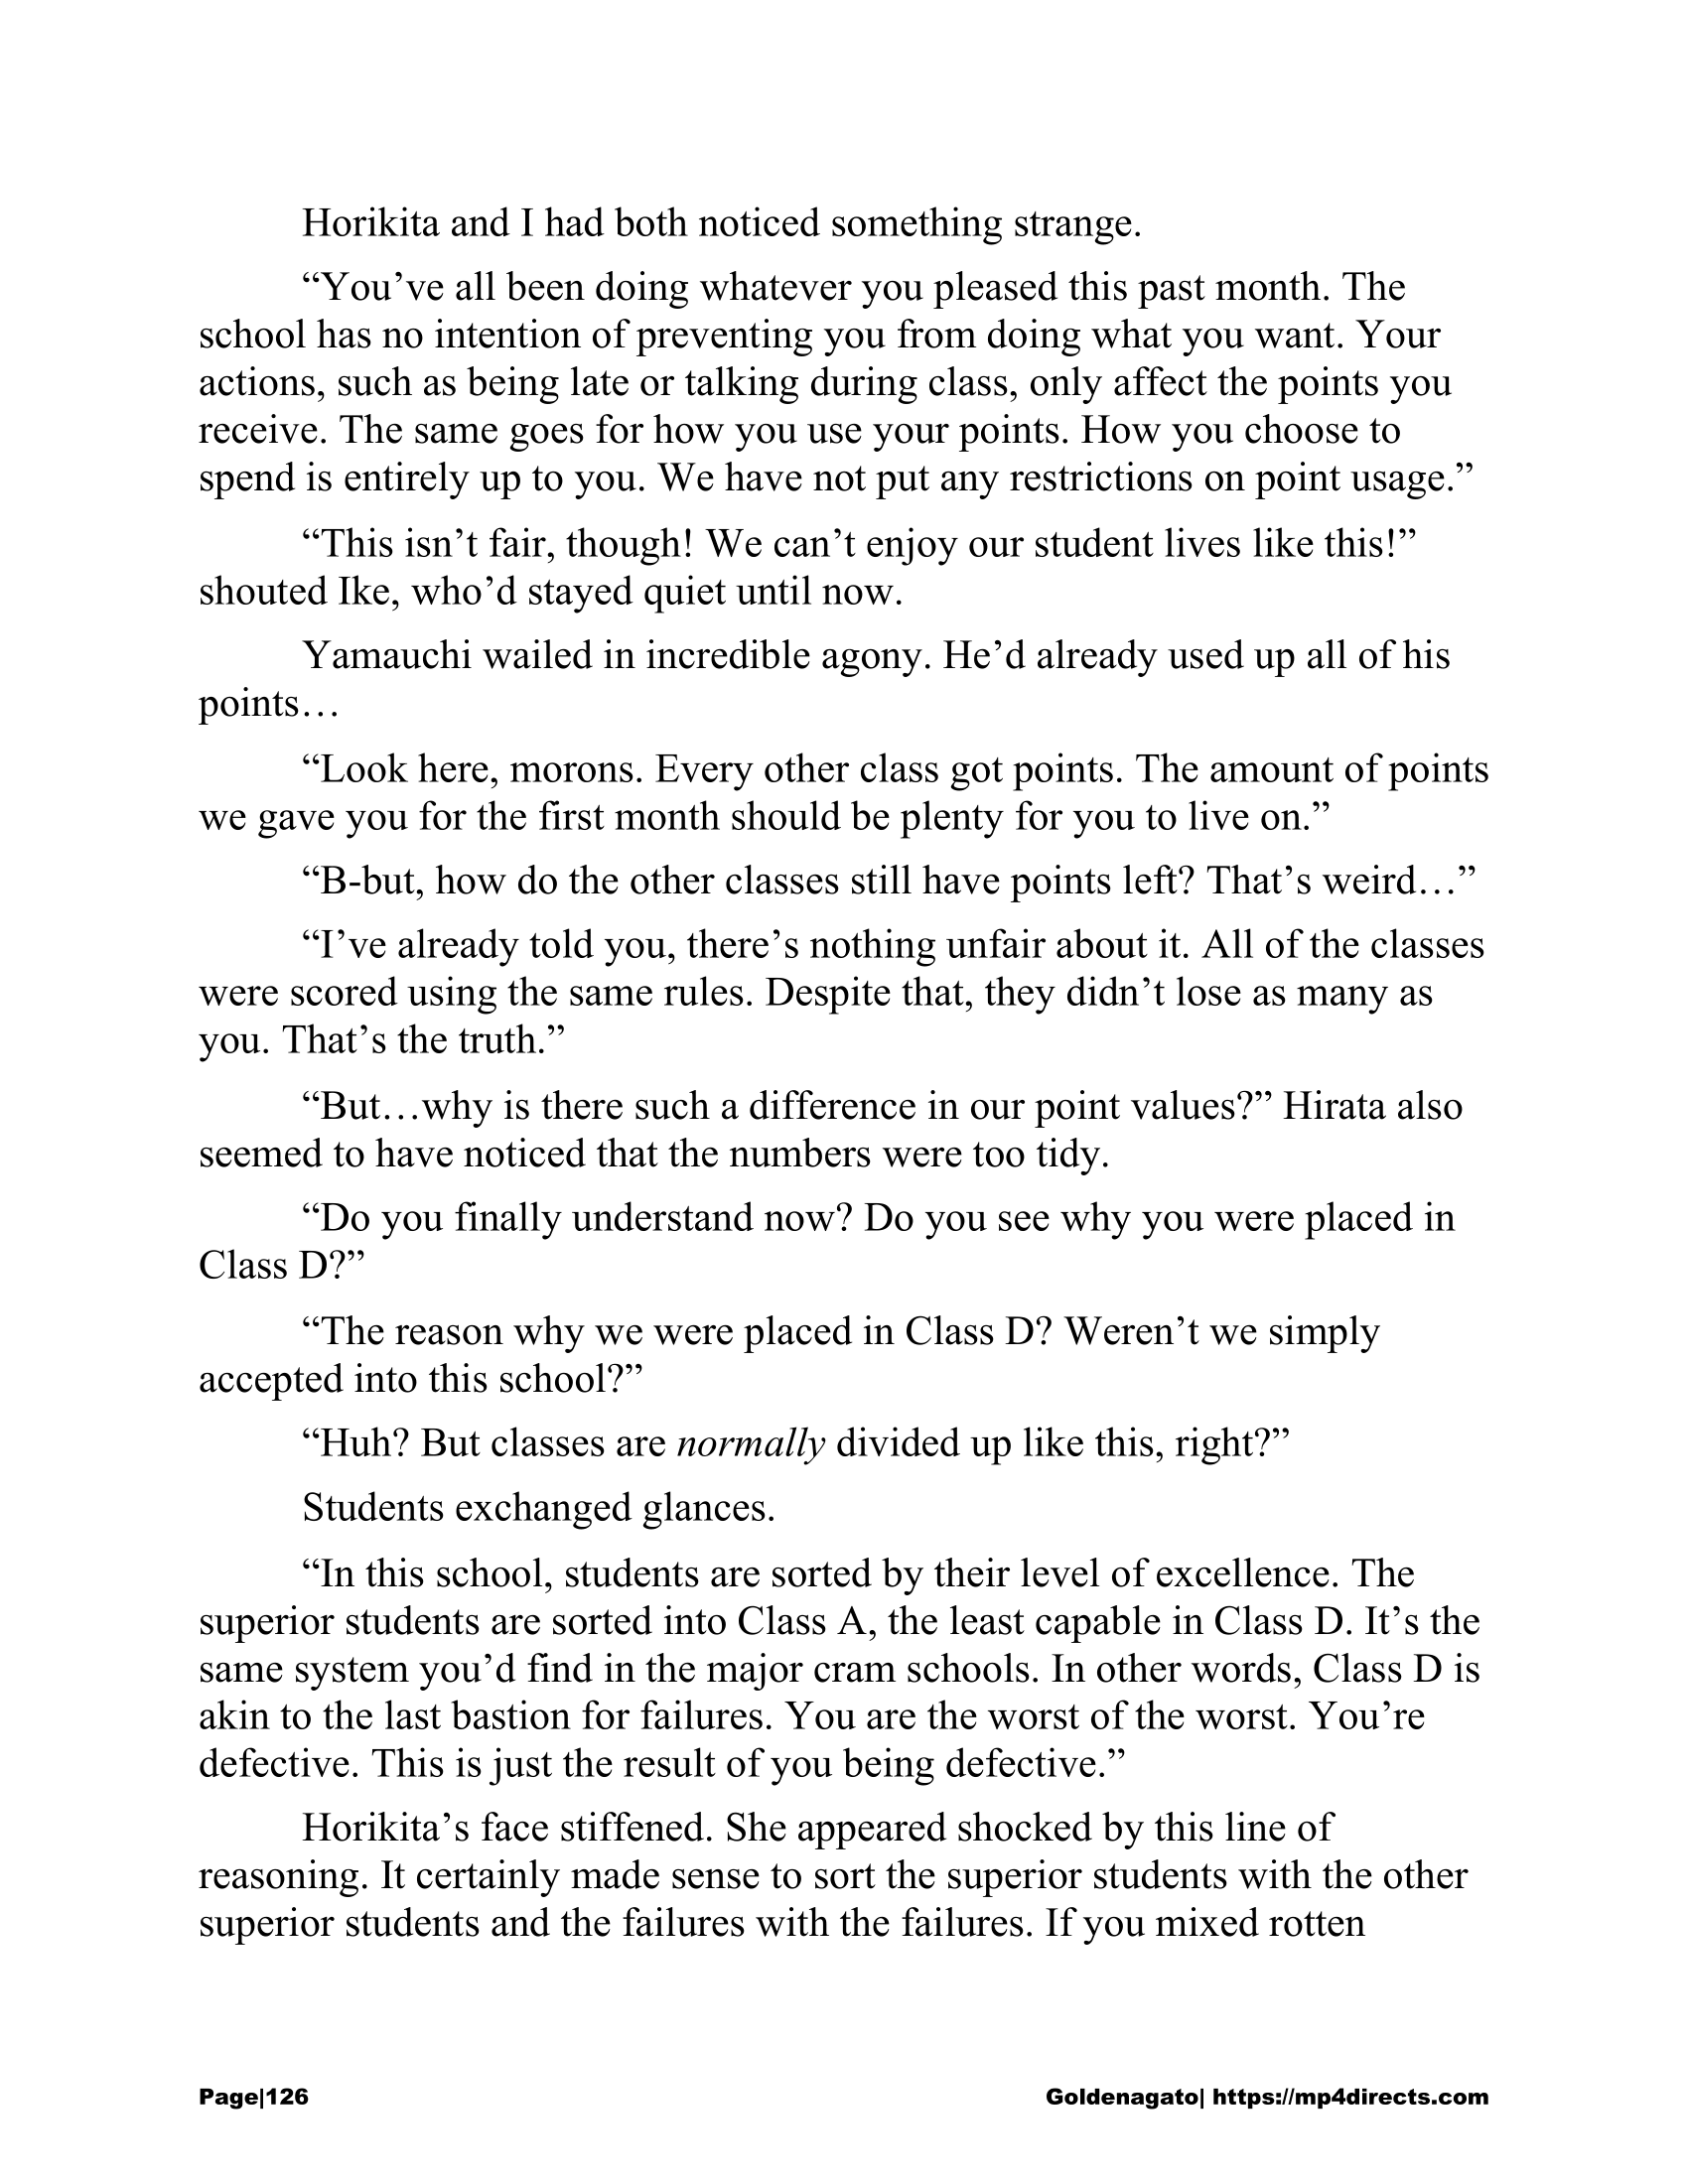 Horikita and I had both noticed something strange.
“You’ve all been doing whatever you pleased this past month. The
school has no intention of preventing you from doing what you want. Your
actions, such as being late or talking during class, only affect the points you
receive. The same goes for how you use your points. How you choose to
spend is entirely up to you. We have not put any restrictions on point usage.”
“This isn’t fair, though! We can’t enjoy our student lives like this!”
shouted Ike, who’d stayed quiet until now.
Yamauchi wailed in incredible agony. He’d already used up all of his
points…
“Look here, morons. Every other class got points. The amount of points
we gave you for the first month should be plenty for you to live on.”
“B-but, how do the other classes still have points left? That’s weird…”
“I’ve already told you, there’s nothing unfair about it. All of the classes
were scored using the same rules. Despite that, they didn’t lose as many as
you. That’s the truth.”
“But…why is there such a difference in our point values?” Hirata also
seemed to have noticed that the numbers were too tidy.
“Do you finally understand now? Do you see why you were placed in
Class D?”
“The reason why we were placed in Class D? Weren’t we simply
accepted into this school?”
“Huh? But classes are normally divided up like this, right?”
Students exchanged glances.
“In this school, students are sorted by their level of excellence. The
superior students are sorted into Class A, the least capable in Class D. It’s the
same system you’d find in the major cram schools. In other words, Class D is
akin to the last bastion for failures. You are the worst of the worst. You’re
defective. This is just the result of you being defective.”
Horikita’s face stiffened. She appeared shocked by this line of
reasoning. It certainly made sense to sort the superior students with the other
superior students and the failures with the failures. If you mixed rotten
Page|126 Goldenagato| https://mp4directs.com